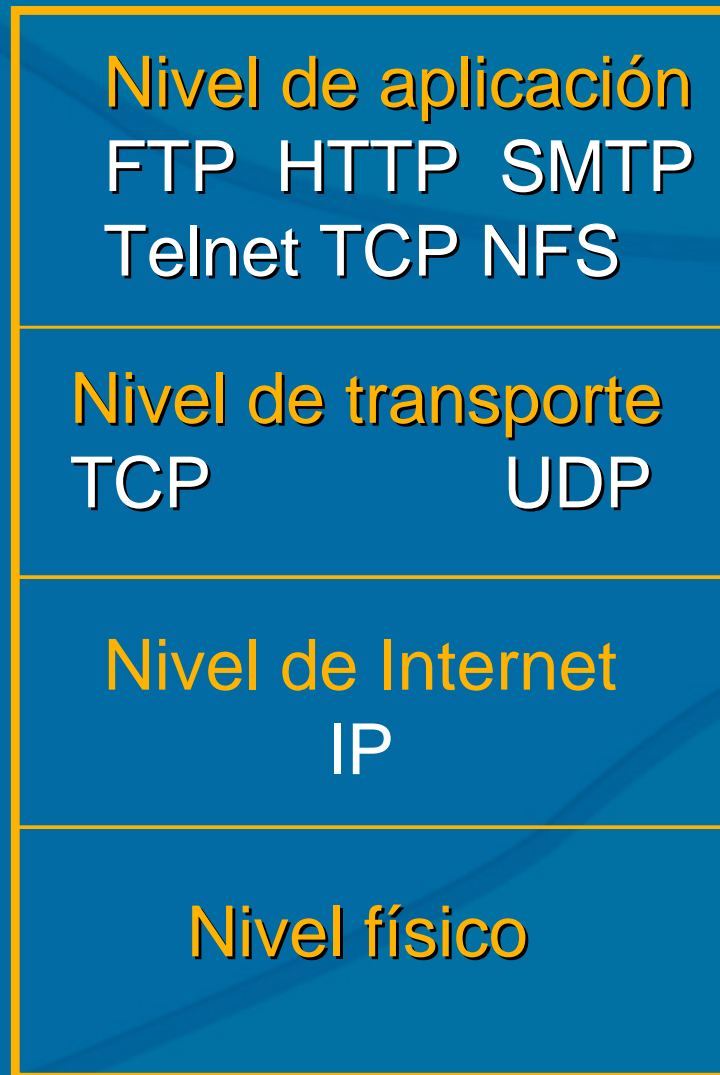 Nivel de aplicación
FTP HTTP SMTP
Telnet TCP NFS
Nivel de transporte
TCP UDP
Nivel de Internet
IP
Nivel físico